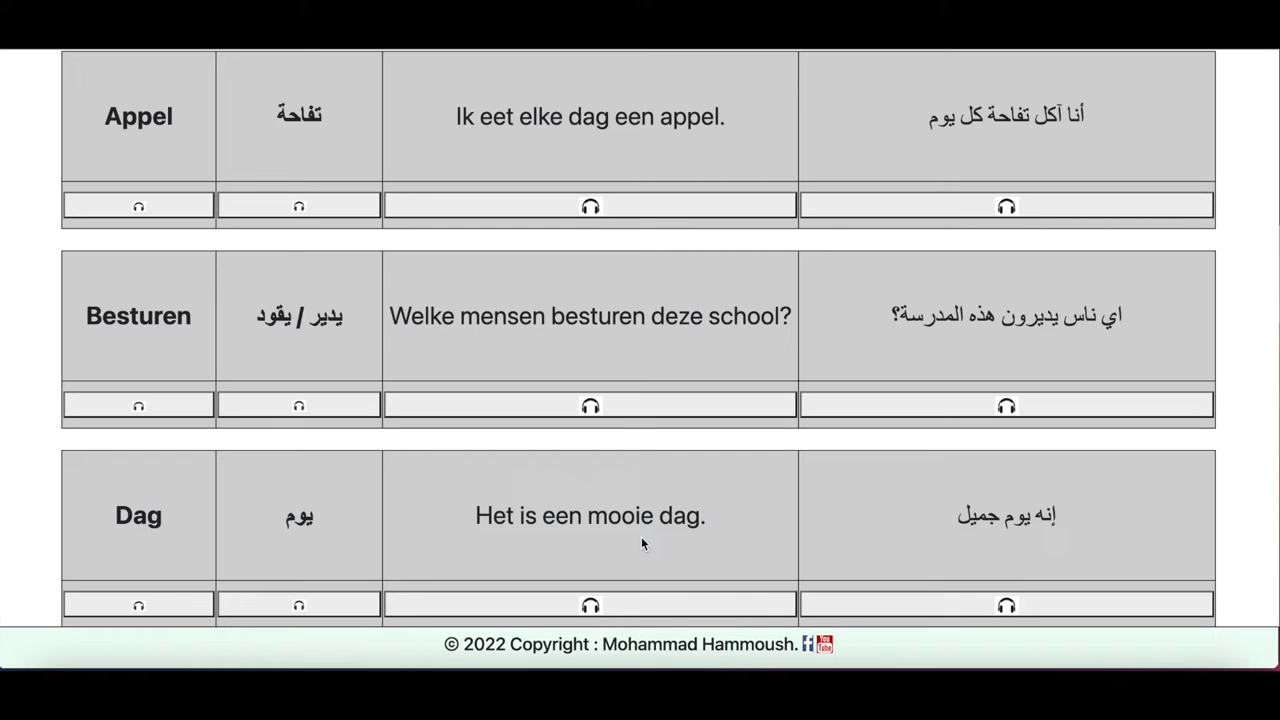 Appel
تفاحة
Ik eet elke dag een appel.
أنا آكل تفاحة كل يوم
Besturen
يدير / يقود
Welke mensen besturen deze school?
اي ناس يديرون هذه المدرسة؟
Dag
يوم
Het is een mooie dag.
إنه يوم جميل
© 2022 Copyright : Mohammad Hammoush.
f You Tube